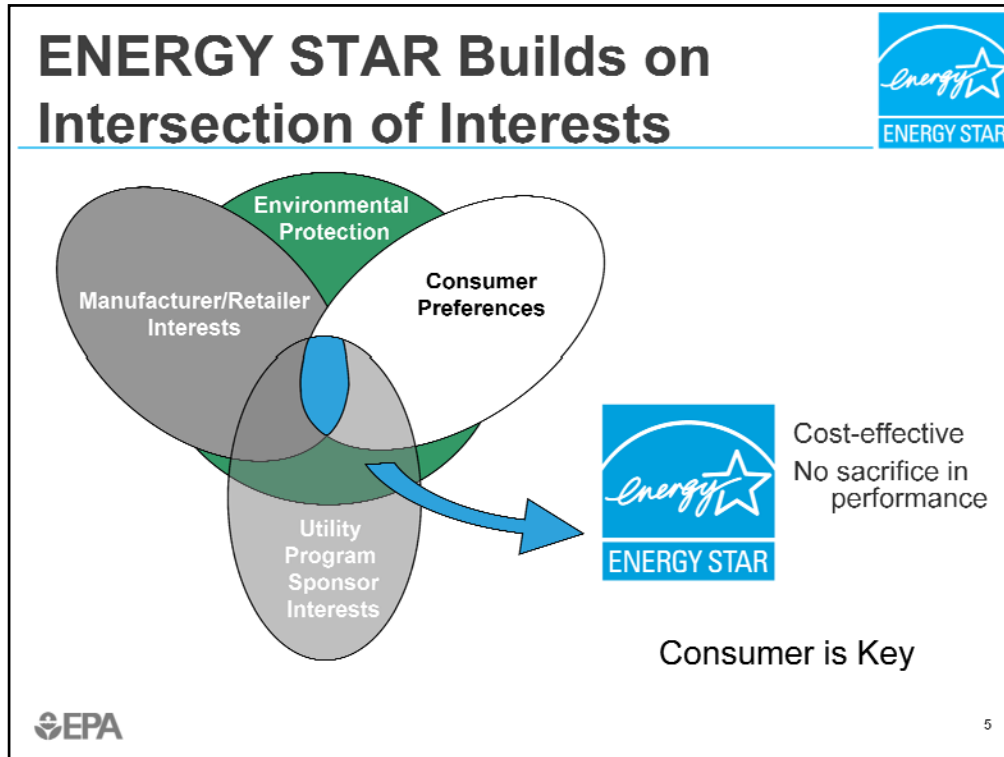 ENERGY STAR Builds on
Intersection of Interests
energy
ENERGY STAR
Environmental
Protection
Manufacturer/Retailer
Interests
Consumer
Preferences
Utility
Program
Sponsor
Interests
energy
ENERGY STAR
Cost-effective
No sacrifice in
performance
Consumer is Key
EPA
5